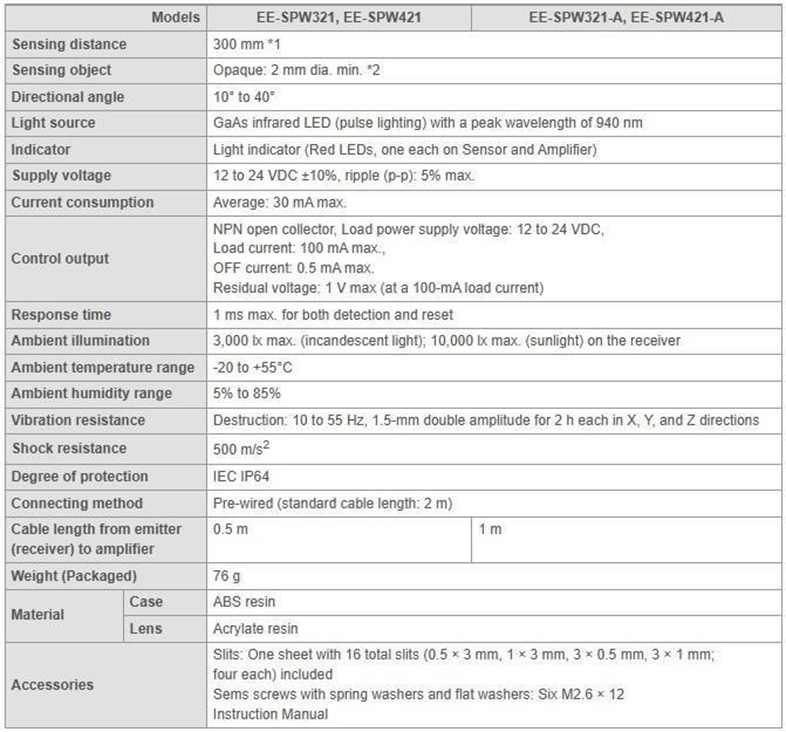 Models EE-SPW321, EE-SPW421 EE-SPW321-A, EE-SPW421-A
Sensing distance 300 mm *1
Sensing object Opaque: 2 mm dia. min. *2
Directional angle 10° to 40°
Light source GaAs infrared LED (pulse lighting) with a peak wavelength of 940 nm
Indicator Light indicator (Red LEDs, one each on Sensor and Amplifier)
Supply voltage 12 to 24 VDC ±10%, ripple (p-p): 5% max.
Current consumption Average: 30 mA max.
Control output
NPN open collector, Load power supply voltage: 12 to 24 VDC,
Load current: 100 mA max.,
OFF current: 0.5 mA max.
Residual voltage: 1 V max (at a 100-mA load current)
Response time 1 ms max. for both detection and reset
Ambient illumination 3,000 lx max. (incandescent light); 10,000 lx max. (sunlight) on the receiver
Ambient temperature range -20 to +55°C
Ambient humidity range 5% to 85%
Vibration resistance Destruction: 10 to 55 Hz, 1.5-mm double amplitude for 2 h each in X, Y, and Z directions
Shock resistance 500 m/s²
Degree of protection IEC IP64
Connecting method Pre-wired (standard cable length: 2 m)
Cable length from emitter 0.5 m 1 m
(receiver) to amplifier
Weight (Packaged) 76 g
Material
Case ABS resin
Lens Acrylate resin
Accessories
Slits: One sheet with 16 total slits (0.5 × 3 mm, 1 × 3 mm, 3 × 0.5 mm, 3 × 1 mm;
four each) included
Sems screws with spring washers and flat washers: Six M2.6 × 12
Instruction Manual